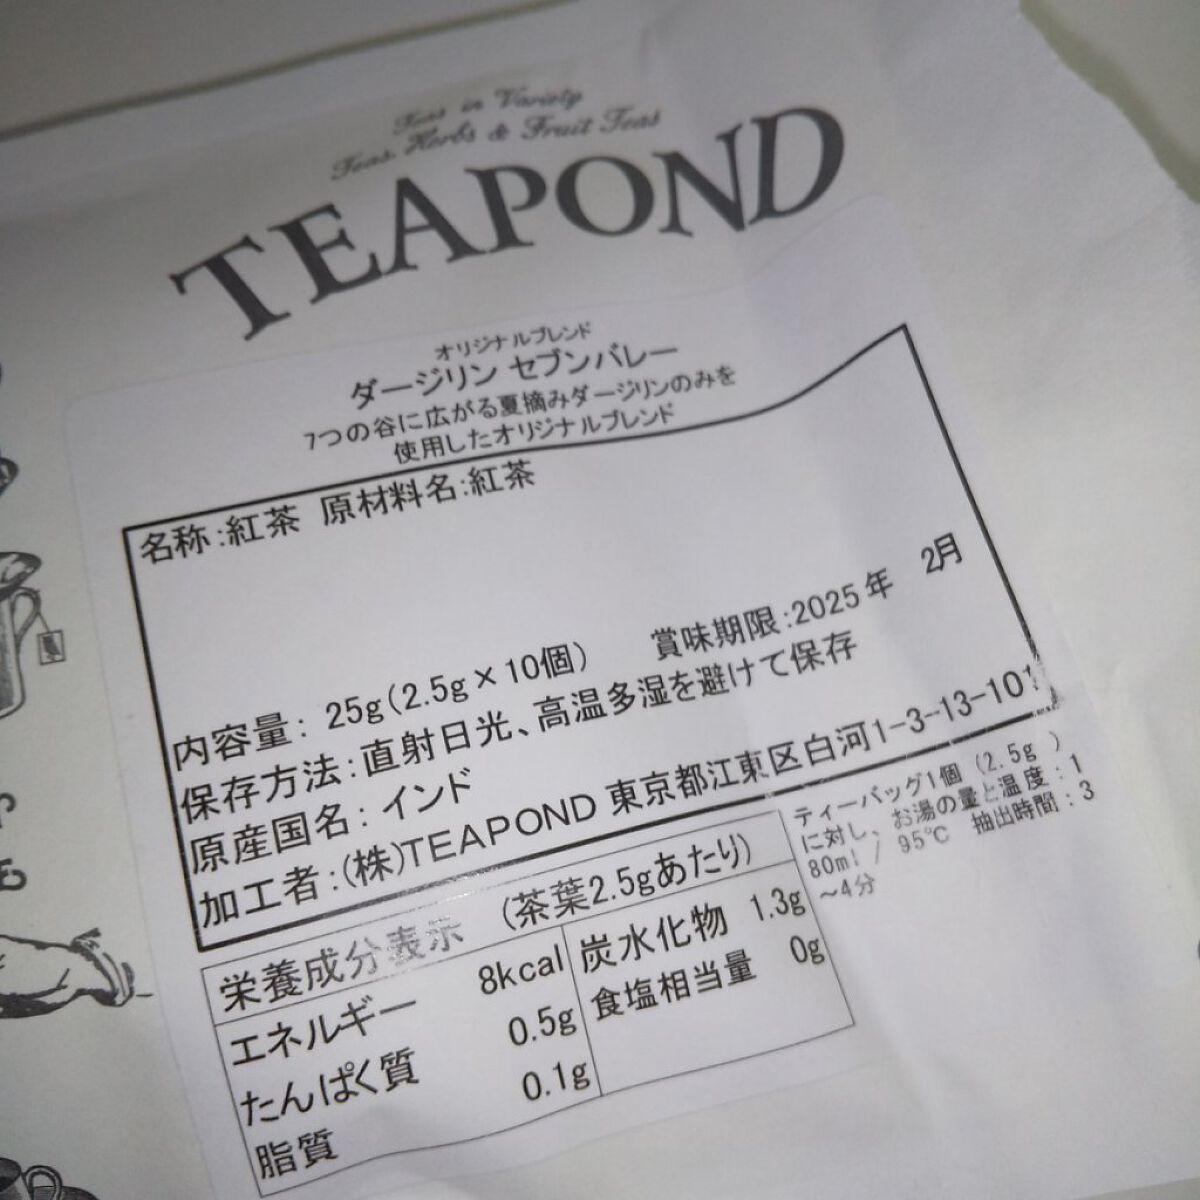 Teas in Variety
Teas, Herbs & Fruit Teas
TEAPOND
オリジナルブレンド
ダージリン セブンバレー
7つの谷に広がる夏摘みダージリンのみを
使用したオリジナルブレンド
名称:紅茶 原材料名:紅茶
内容量: 25g(2.5g×10個) 賞味期限:2025年 2月
保存方法:直射日光、高温多湿を避けて保存
原産国名: インド
加工者:(株)TEAPOND 東京都江東区白河1-3-13-101
栄養成分表示 (茶葉2.5gあたり)
エネルギー 8kcal
たんぱく質 0.5g
脂質 0.1g
炭水化物 1.3g
食塩相当量 0g
ティーバッグ1個 (2.5g )
に対し、お湯の量と温度:1
80ml / 95℃ 抽出時間:3
～4分